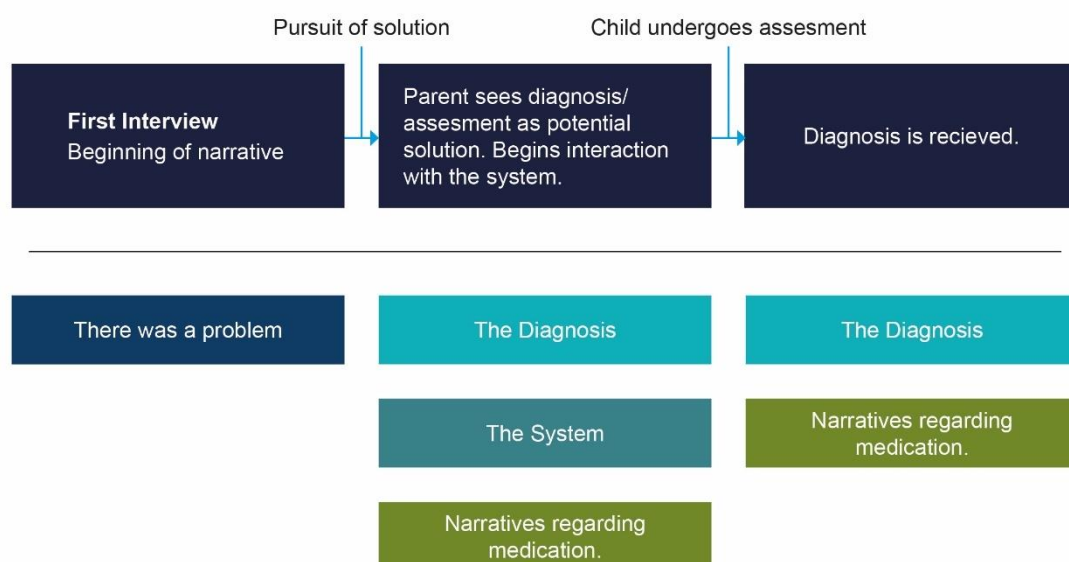 Pursuit of solution
Child undergoes assesment
First Interview
Beginning of narrative
Parent sees diagnosis/
assesment as potential
solution. Begins interaction
with the system.
Diagnosis is recieved.
There was a problem
The Diagnosis
The Diagnosis
The System
Narratives regarding
medication.
Narratives regarding
medication.